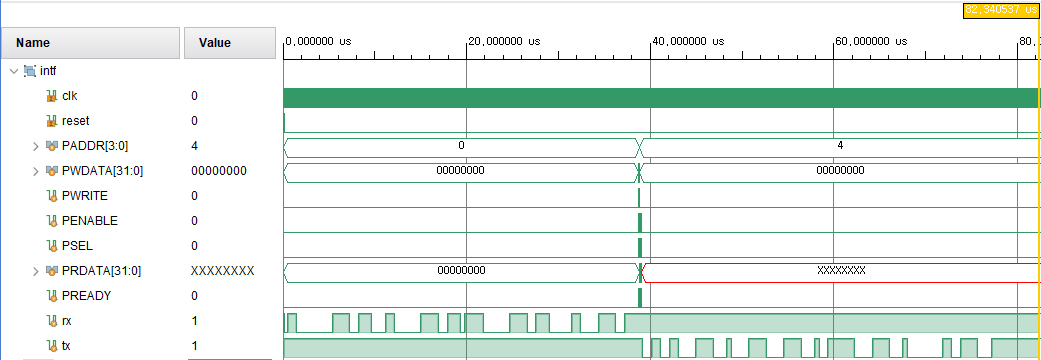 82,340537 us
Name Value 0,000000 us 20,000000 us 40,000000 us 60,000000 us 80,
intf
clk 0
reset 0
PADDR[3:0] 4 0 4
PWDATA[31:0] 00000000 00000000 00000000
PWRITE 0
PENABLE 0
PSEL 0
PRDATA[31:0] XXXXXXXX 00000000 XXXXXXXX
PREADY 0
rx 1
tx 1